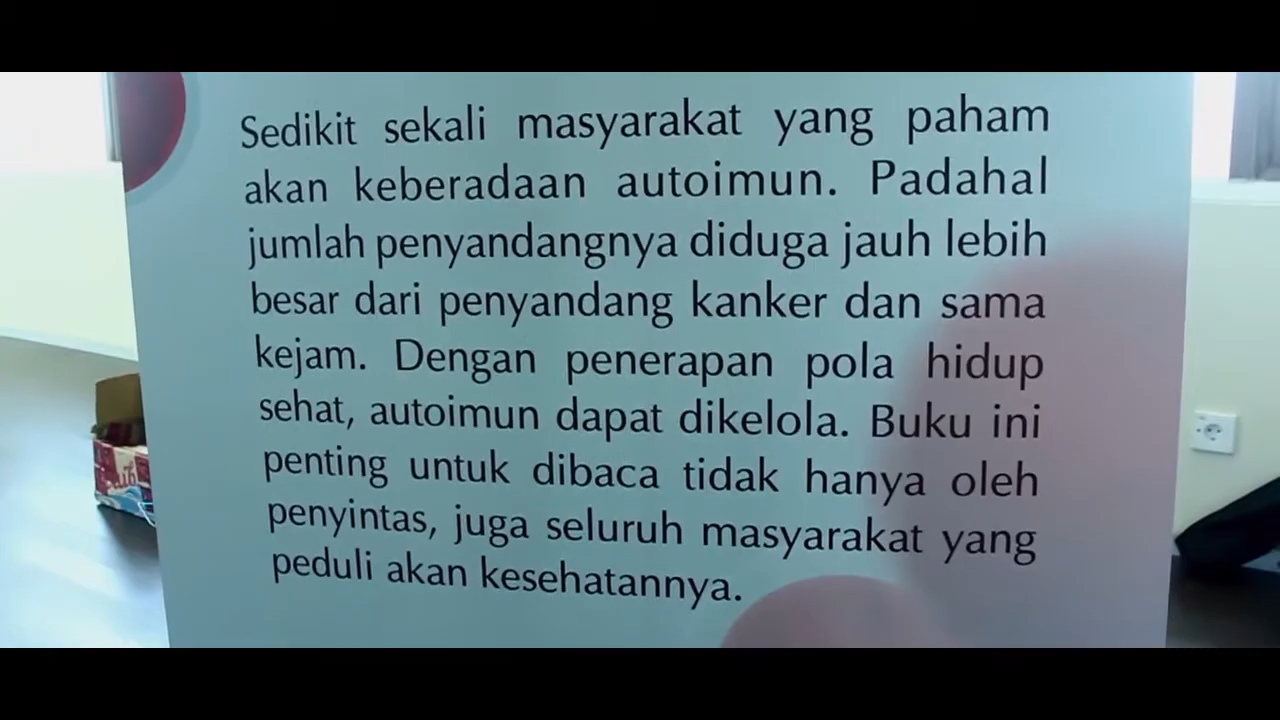 Sedikit sekali masyarakat yang paham
akan keberadaan autoimun. Padahal
jumlah penyandangnya diduga jauh lebih
besar dari penyandang kanker dan sama
kejam. Dengan penerapan pola hidup
sehat, autoimun dapat dikelola. Buku ini
penting untuk dibaca tidak hanya oleh
penyintas, juga seluruh masyarakat yang
peduli akan kesehatannya.